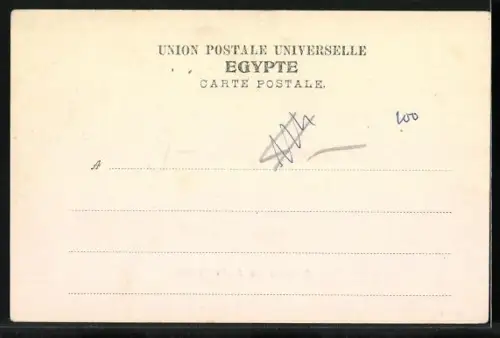 UNION POSTALE UNIVERSELLE
EGYPTE
CARTE POSTALE.
100
A